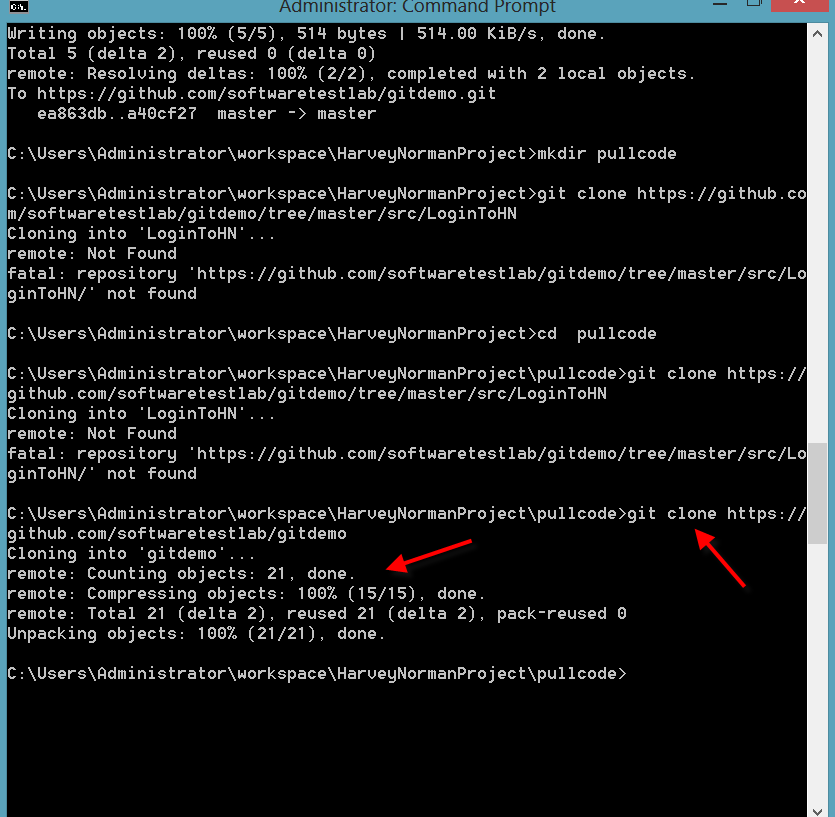 Administrator: Command Prompt
Writing objects: 100% (5/5), 514 bytes | 514.00 KiB/s, done.
Total 5 (delta 2), reused 0 (delta 0)
remote: Resolving deltas: 100% (2/2), completed with 2 local objects.
To https://github.com/softwaretestlab/gitdemo.git
   ea863db..a40cf27  master -> master
C:\Users\Administrator\workspace\HarveyNormanProject>mkdir pullcode
C:\Users\Administrator\workspace\HarveyNormanProject>git clone https://github.co
m/softwaretestlab/gitdemo/tree/master/src/LoginToHN
Cloning into 'LoginToHN'...
remote: Not Found
fatal: repository 'https://github.com/softwaretestlab/gitdemo/tree/master/src/Lo
ginToHN/' not found
C:\Users\Administrator\workspace\HarveyNormanProject>cd  pullcode
C:\Users\Administrator\workspace\HarveyNormanProject\pullcode>git clone https://
github.com/softwaretestlab/gitdemo/tree/master/src/LoginToHN
Cloning into 'LoginToHN'...
remote: Not Found
fatal: repository 'https://github.com/softwaretestlab/gitdemo/tree/master/src/Lo
ginToHN/' not found
C:\Users\Administrator\workspace\HarveyNormanProject\pullcode>git clone https://
github.com/softwaretestlab/gitdemo
Cloning into 'gitdemo'...
remote: Counting objects: 21, done.
remote: Compressing objects: 100% (15/15), done.
remote: Total 21 (delta 2), reused 21 (delta 2), pack-reused 0
Unpacking objects: 100% (21/21), done.
C:\Users\Administrator\workspace\HarveyNormanProject\pullcode>